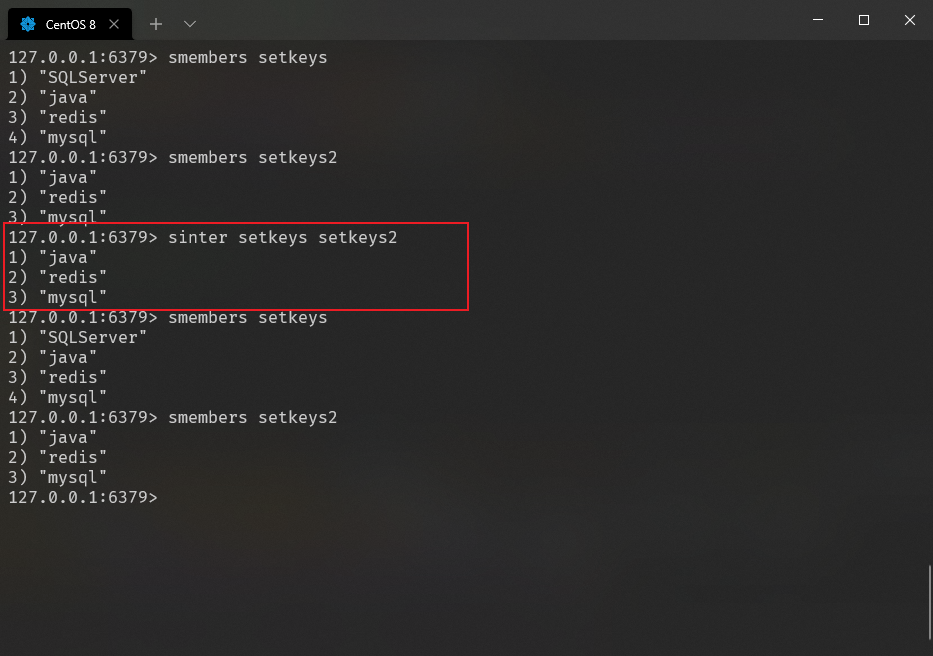 CentOS 8
127.0.0.1:6379> smembers setkeys
1) "SQLServer"
2) "java"
3) "redis"
4) "mysql"
127.0.0.1:6379> smembers setkeys2
1) "java"
2) "redis"
3) "mysql"
127.0.0.1:6379> sinter setkeys setkeys2
1) "java"
2) "redis"
3) "mysql"
127.0.0.1:6379> smembers setkeys
1) "SQLServer"
2) "java"
3) "redis"
4) "mysql"
127.0.0.1:6379> smembers setkeys2
1) "java"
2) "redis"
3) "mysql"
127.0.0.1:6379>